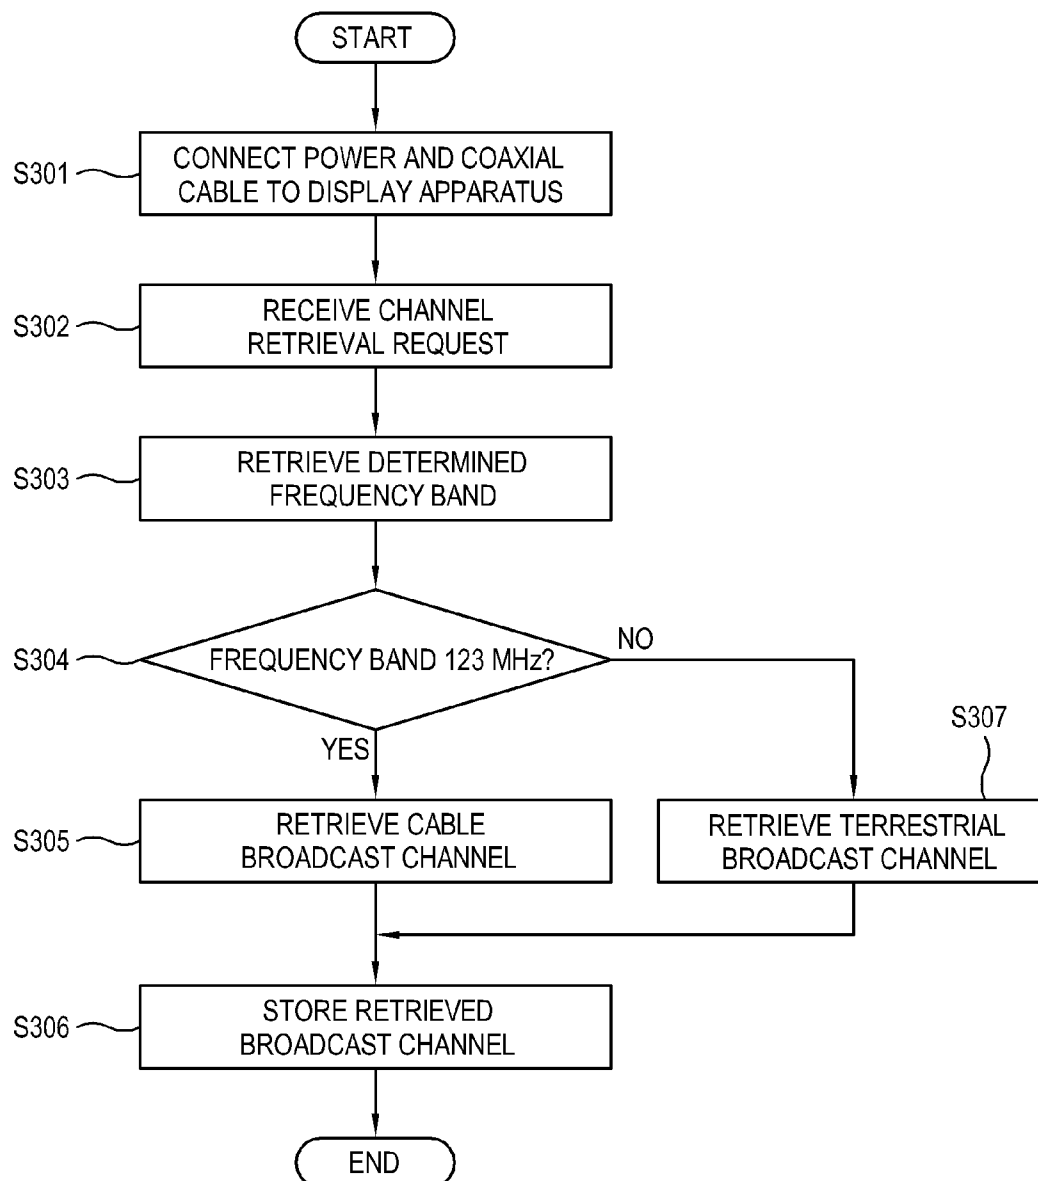 START
S301
CONNECT POWER AND COAXIAL
CABLE TO DISPLAY APPARATUS
S302
RECEIVE CHANNEL
RETRIEVAL REQUEST
S303
RETRIEVE DETERMINED
FREQUENCY BAND
S304
FREQUENCY BAND 123 MHz?
NO
YES
S307
S305
RETRIEVE CABLE
BROADCAST CHANNEL
RETRIEVE TERRESTRIAL
BROADCAST CHANNEL
S306
STORE RETRIEVED
BROADCAST CHANNEL
END